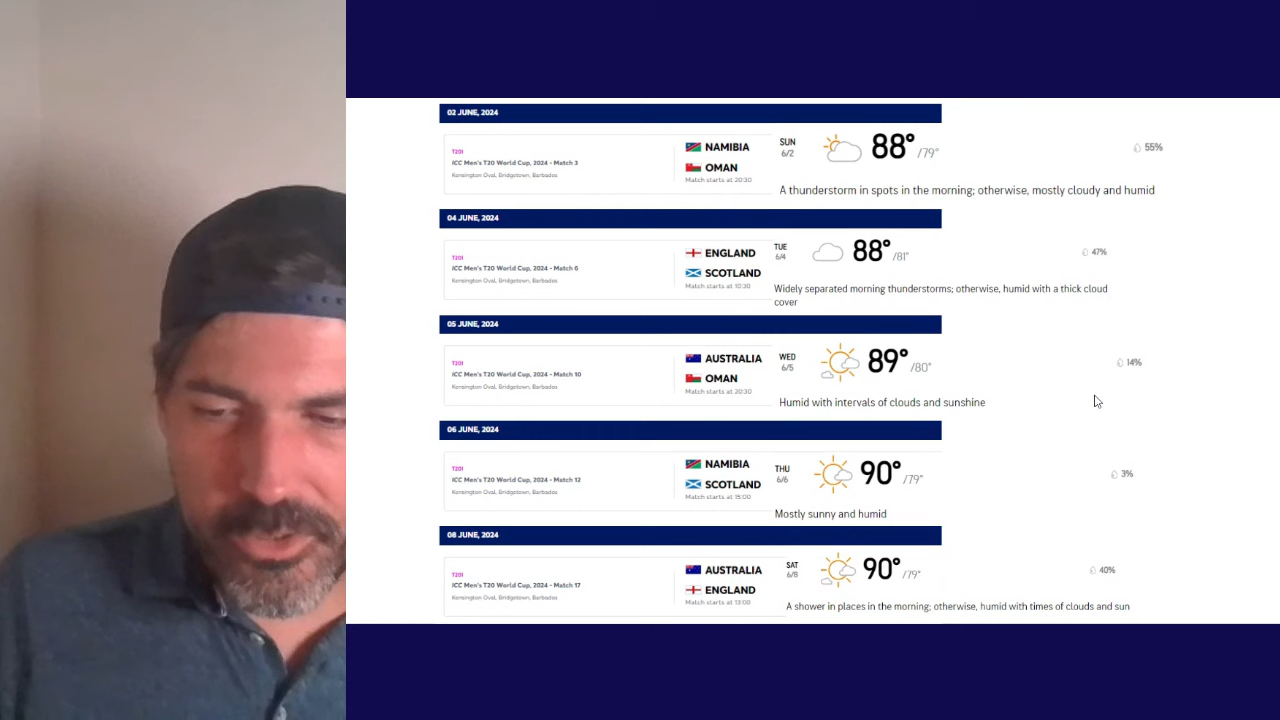 02 JUNE, 2024
T20I
ICC Men's T20 World Cup, 2024 - Match 3
Kensington Oval, Bridgetown, Barbados
NAMIBIA
OMAN
Match starts at 20:30
SUN
6/2
88° /79°
55%
A thunderstorm in spots in the morning; otherwise, mostly cloudy and humid
04 JUNE, 2024
T20I
ICC Men's T20 World Cup, 2024 - Match 6
Kensington Oval, Bridgetown, Barbados
ENGLAND
SCOTLAND
Match starts at 10:30
TUE
6/4
88° /81°
47%
Widely separated morning thunderstorms; otherwise, humid with a thick cloud
cover
05 JUNE, 2024
T20I
ICC Men's T20 World Cup, 2024 - Match 10
Kensington Oval, Bridgetown, Barbados
AUSTRALIA
OMAN
Match starts at 20:30
WED
6/5
89° /80°
14%
Humid with intervals of clouds and sunshine
06 JUNE, 2024
T20I
ICC Men's T20 World Cup, 2024 - Match 12
Kensington Oval, Bridgetown, Barbados
NAMIBIA
SCOTLAND
Match starts at 15:00
THU
6/6
90° /79°
3%
Mostly sunny and humid
08 JUNE, 2024
T20I
ICC Men's T20 World Cup, 2024 - Match 17
Kensington Oval, Bridgetown, Barbados
AUSTRALIA
ENGLAND
Match starts at 13:00
SAT
6/8
90° /79°
40%
A shower in places in the morning; otherwise, humid with times of clouds and sun